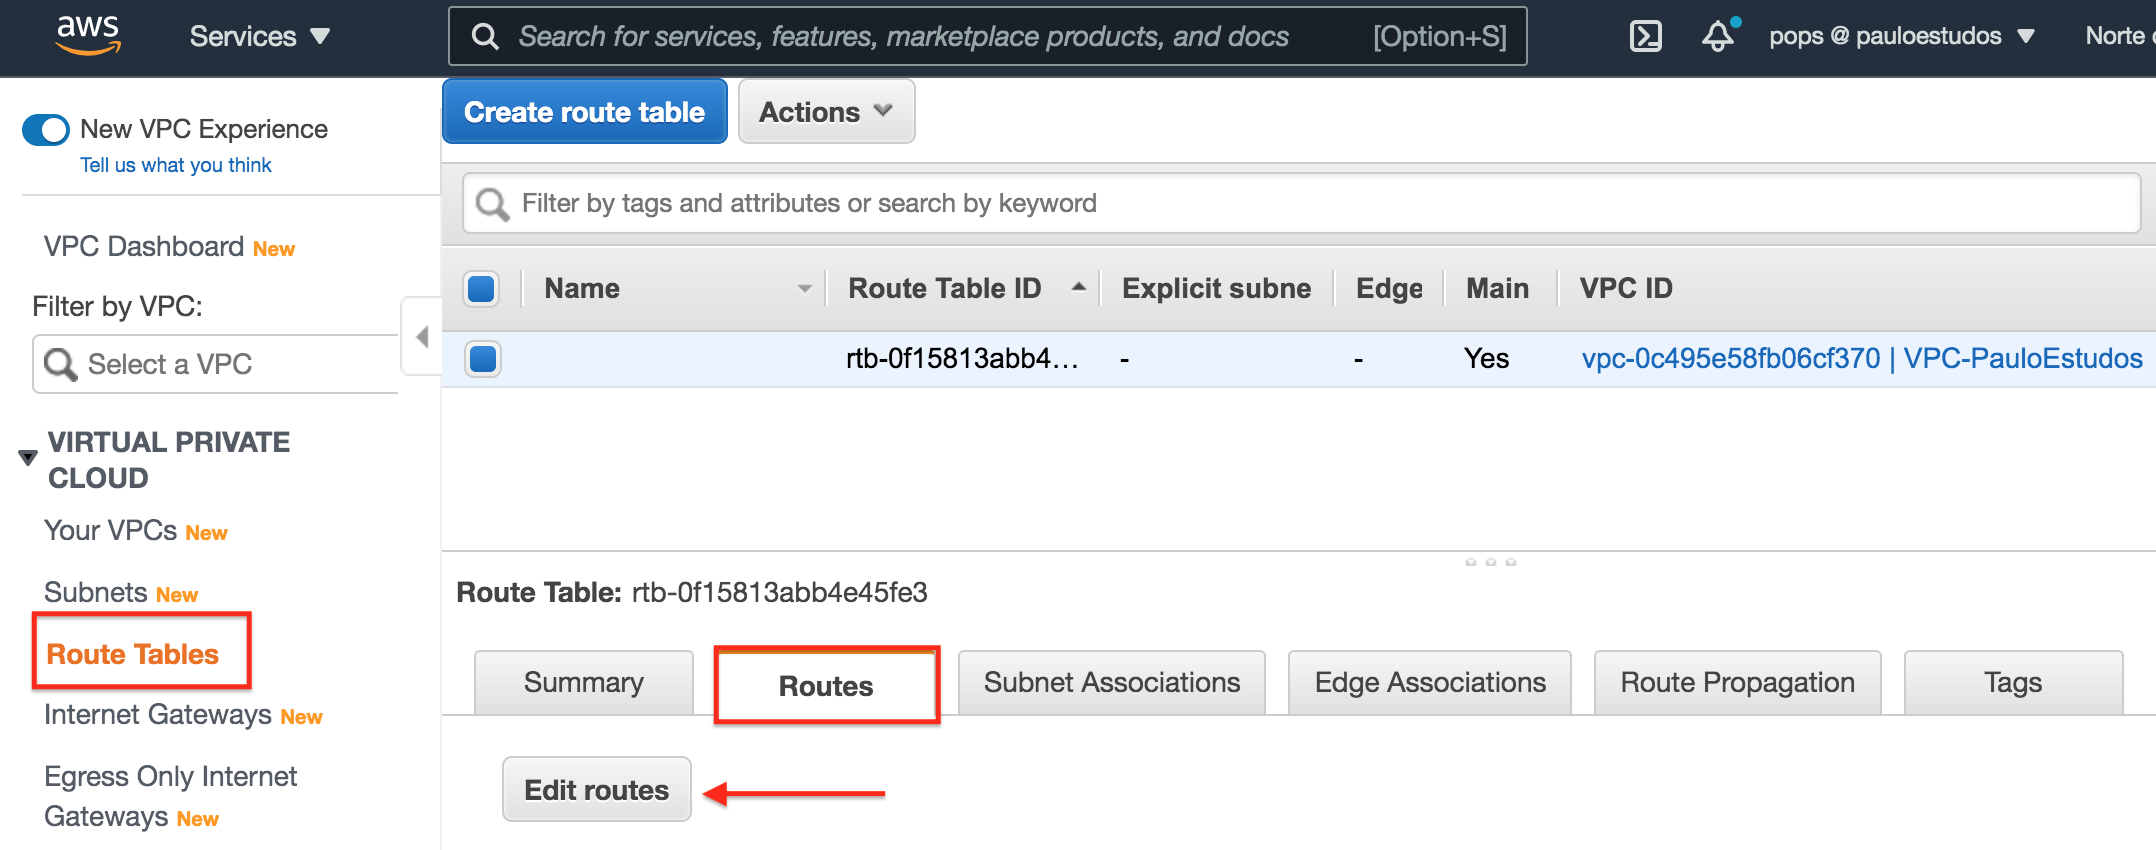 aws
Services
Search for services, features, marketplace products, and docs
[Option+S]
pops @ pauloestudos
Norte
New VPC Experience
Tell us what you think
Create route table
Actions
Filter by tags and attributes or search by keyword
VPC Dashboard New
Filter by VPC:
Select a VPC
VIRTUAL PRIVATE
CLOUD
Your VPCs New
Subnets New
Route Tables
Internet Gateways New
Egress Only Internet
Gateways New
Name Route Table ID Explicit subne Edge Main VPC ID
rtb-0f15813abb4... - - Yes vpc-0c495e58fb06cf370 | VPC-PauloEstudos
Route Table: rtb-0f15813abb4e45fe3
Summary Routes Subnet Associations Edge Associations Route Propagation Tags
Edit routes